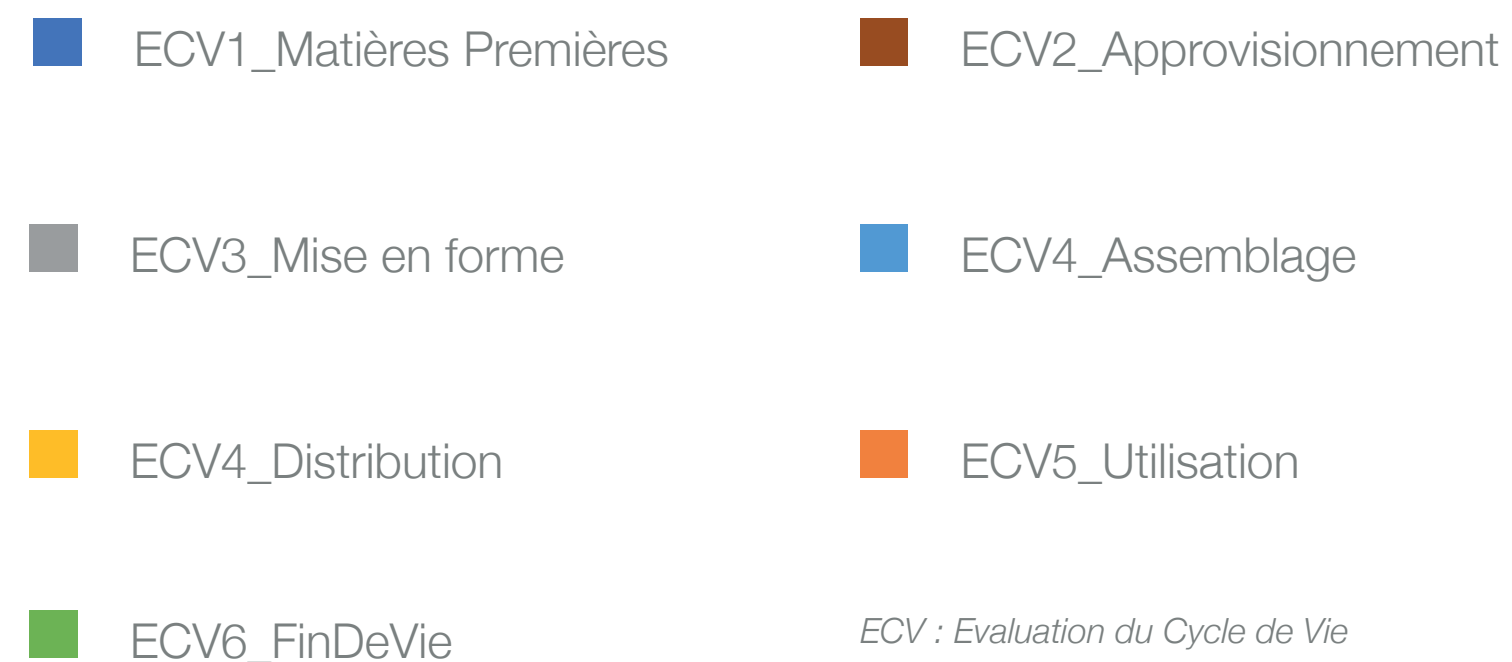 ECV1_Matières Premières
ECV2_Approvisionnement
ECV3_Mise en forme
ECV4_Assemblage
ECV4_Distribution
ECV5_Utilisation
ECV6_FinDeVie
ECV : Evaluation du Cycle de Vie